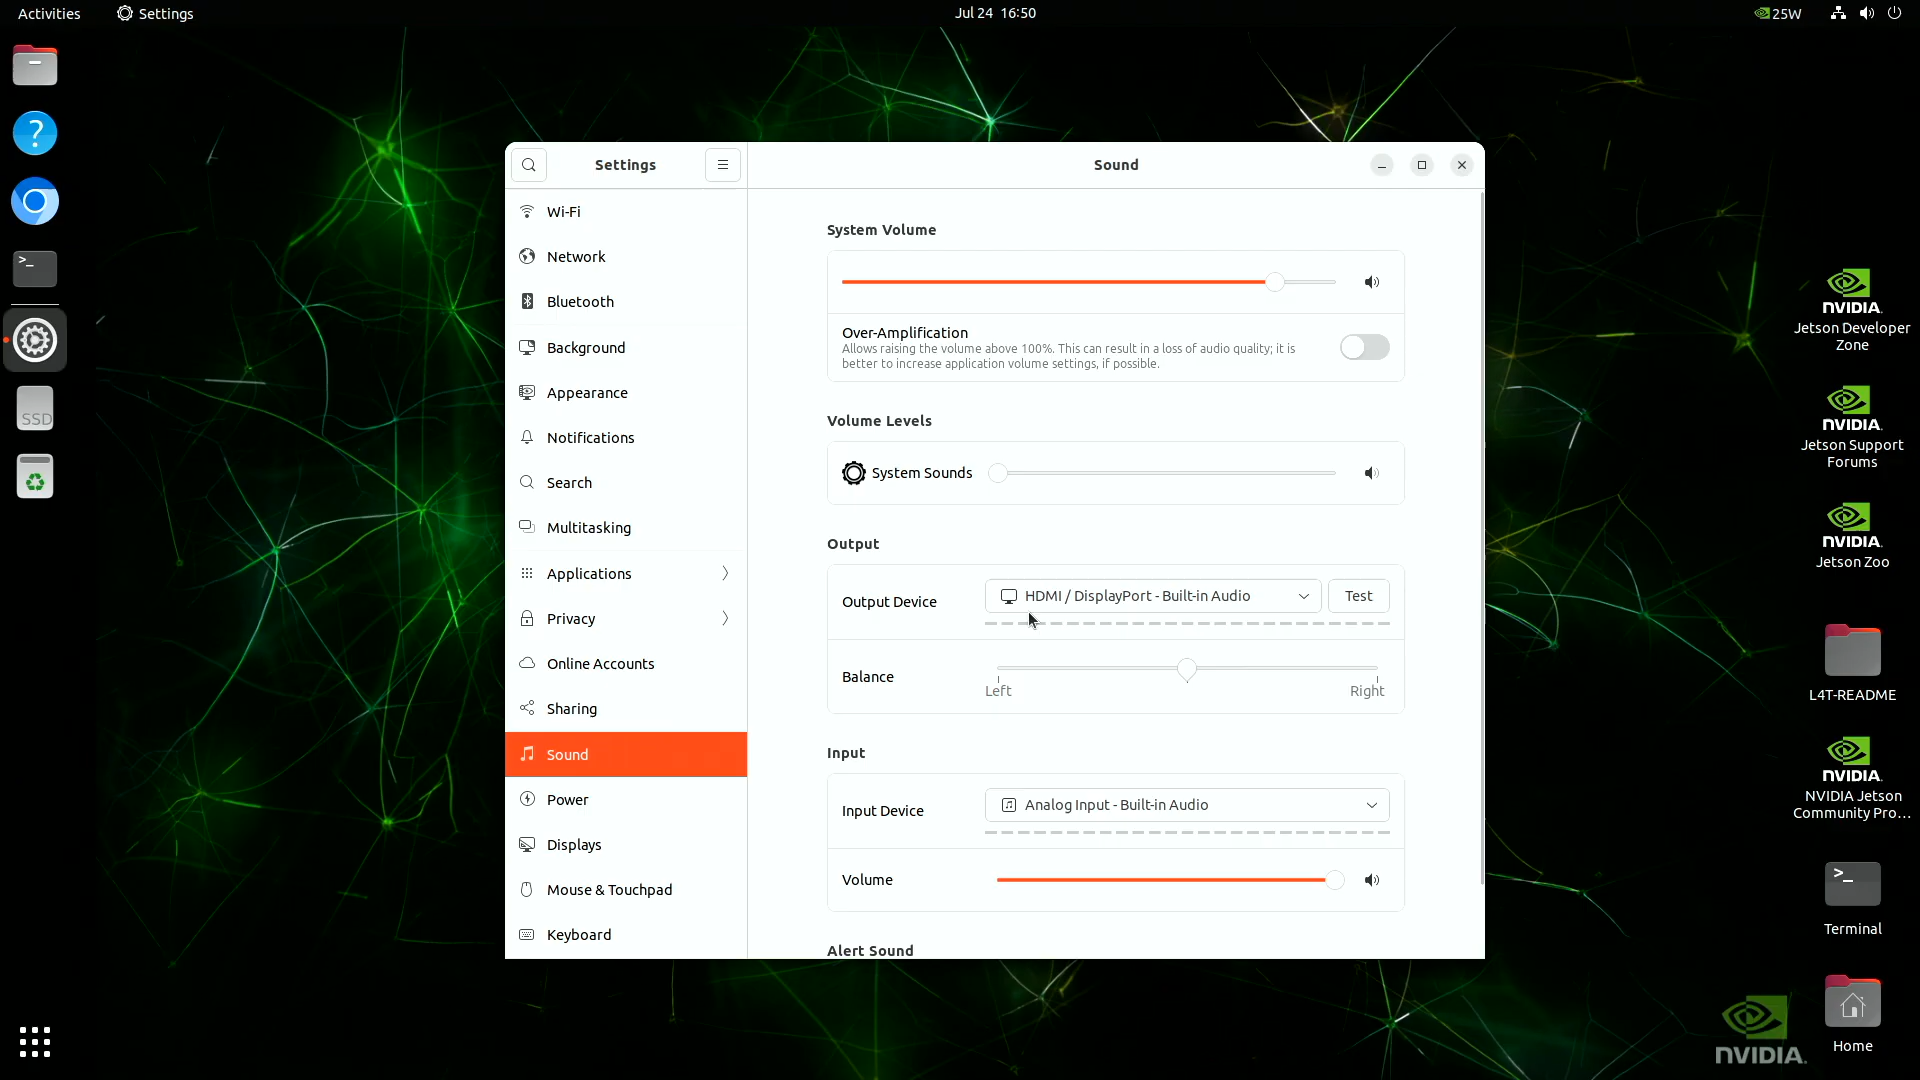 Activities
Settings
Jul 24 16:50
25W
?
>_
SSD
Settings
Sound
Wi-Fi
Network
Bluetooth
Background
Appearance
Notifications
Search
Multitasking
Applications
Privacy
Online Accounts
Sharing
Sound
Power
Displays
Mouse & Touchpad
Keyboard
System Volume
Over-Amplification
Allows raising the volume above 100%. This can result in a loss of audio quality; it is
better to increase application volume settings, if possible.
Volume Levels
System Sounds
Output
Output Device
HDMI / DisplayPort - Built-in Audio
Test
Balance
Left
Right
Input
Input Device
Analog Input - Built-in Audio
Volume
Alert Sound
NVIDIA.
Jetson Developer
Zone
NVIDIA.
Jetson Support
Forums
NVIDIA.
Jetson Zoo
L4T-README
NVIDIA.
NVIDIA Jetson
Community Pro...
>_
Terminal
Home
NVIDIA.